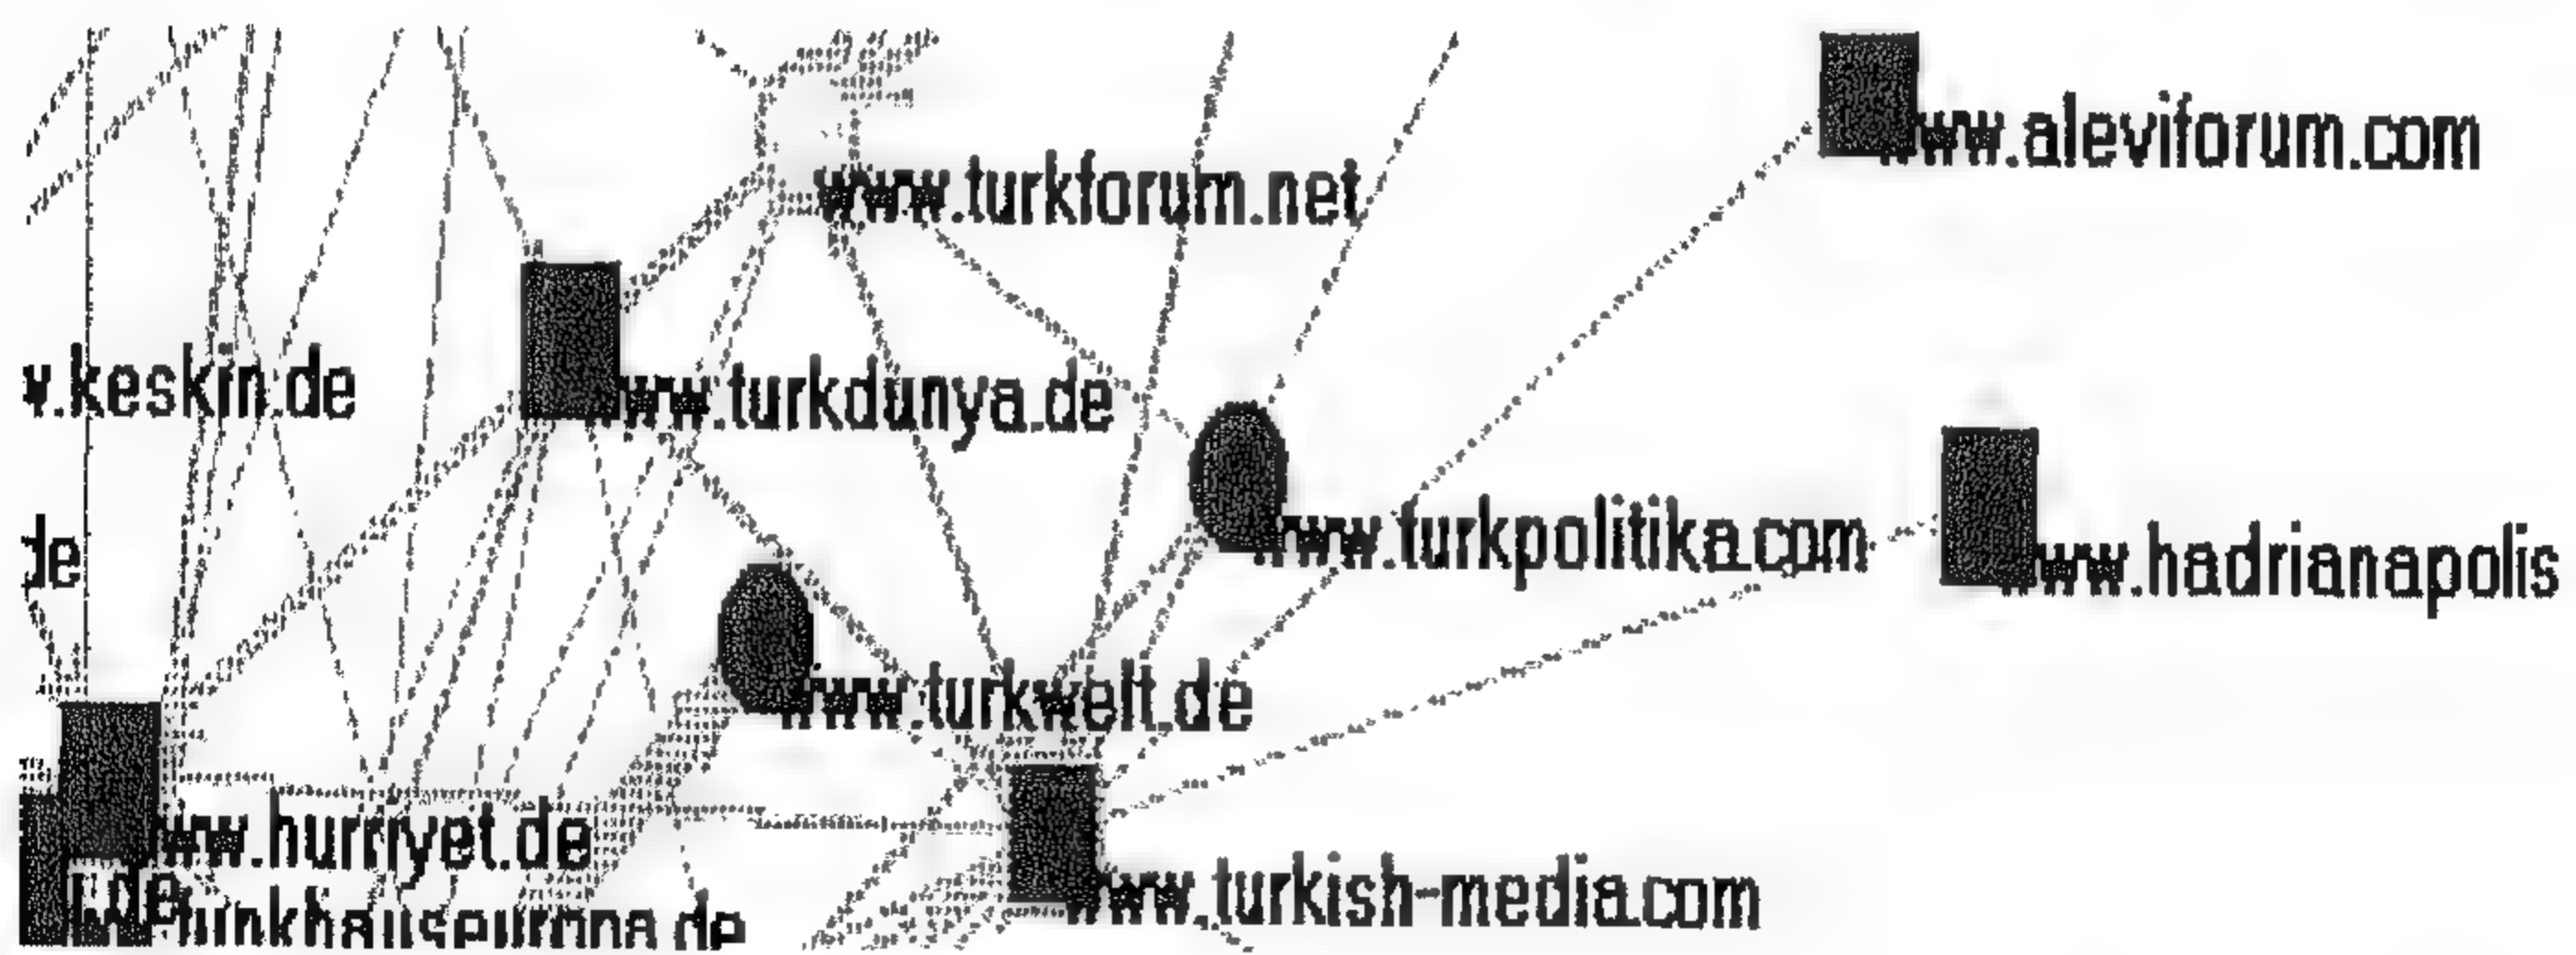 www.aleviforum.com
www.turkforum.net
v.keskin.de
www.turkdunya.de
www.turkpolitika.com
www.hadrianapolis
de
www.turkwelt.de
www.hurriyet.de
www.turkish-media.com